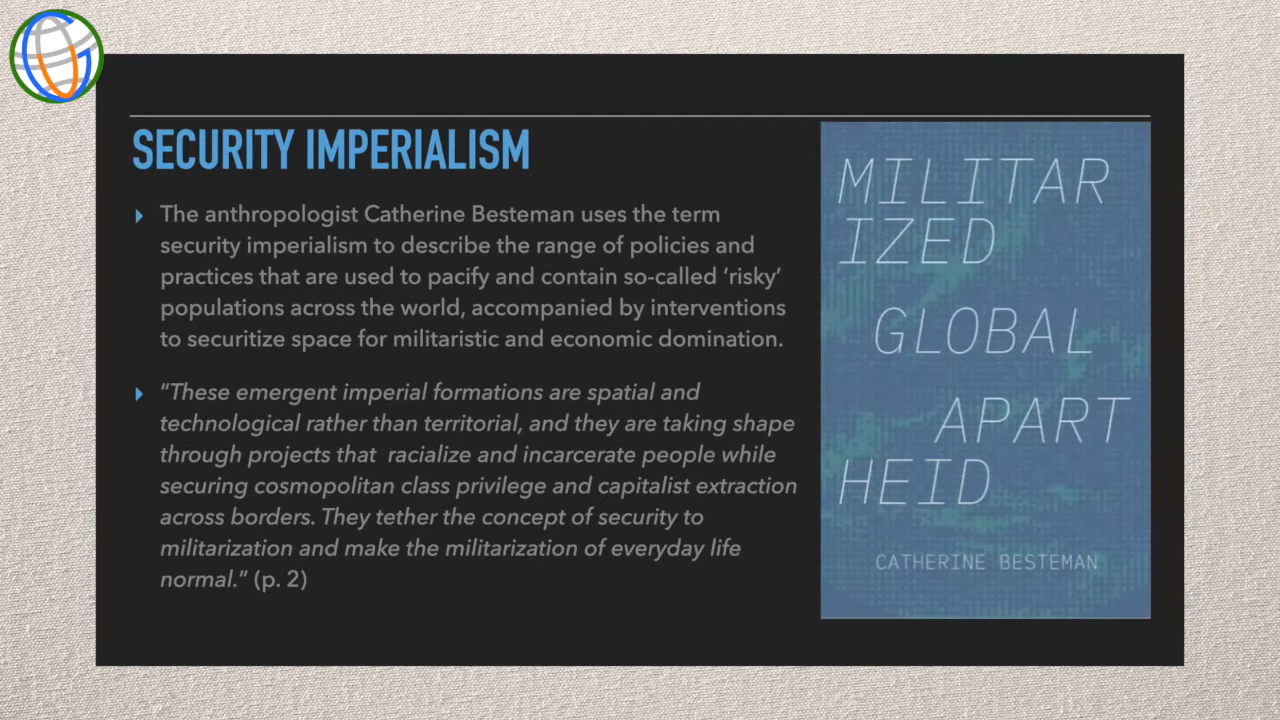 SECURITY IMPERIALISM
The anthropologist Catherine Besteman uses the term
security imperialism to describe the range of policies and
practices that are used to pacify and contain so-called ‘risky’
populations across the world, accompanied by interventions
to securitize space for militaristic and economic domination.
“These emergent imperial formations are spatial and
technological rather than territorial, and they are taking shape
through projects that racialize and incarcerate people while
securing cosmopolitan class privilege and capitalist extraction
across borders. They tether the concept of security to
militarization and make the militarization of everyday life
normal.” (p. 2)
MILITAR
IZED
GLOBAL
APART
HEID
CATHERINE BESTEMAN